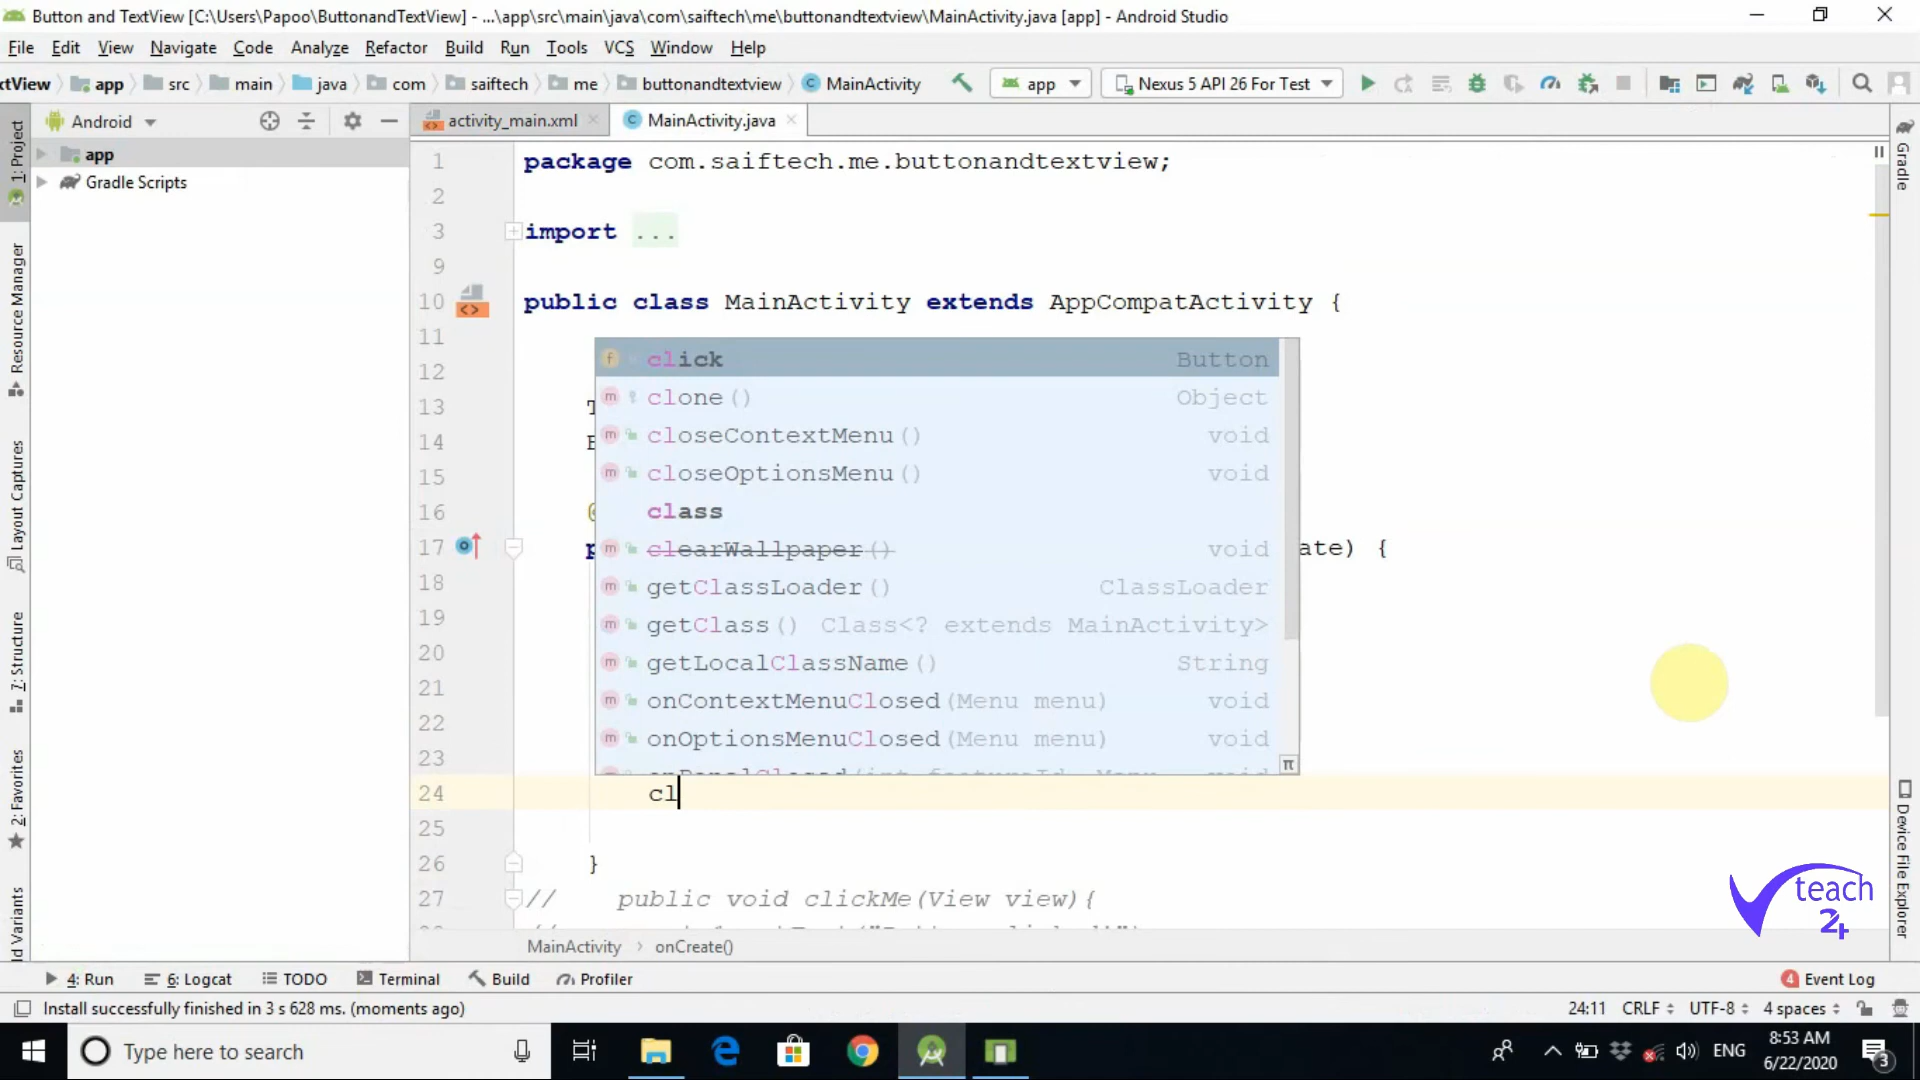 Button and TextView [C:\Users\Papoo\ButtonandTextView] - ...\app\src\main\java\com\saiftech\me\buttonandtextview\MainActivity.java [app] - Android Studio
File Edit View Navigate Code Analyze Refactor Build Run Tools VCS Window Help
xtView app src main java com saiftech me buttonandtextview MainActivity app Nexus 5 API 26 For Test
Android activity_main.xml MainActivity.java
app
Gradle Scripts
1: Project
Resource Manager
Layout Captures
7: Structure
2: Favorites
ld Variants
1 package com.saiftech.me.buttonandtextview;
2
3 import ...
9
10 public class MainActivity extends AppCompatActivity {
11
click Button
12
clone() Object
13
closeContextMenu() void
14
closeOptionsMenu() void
15
class
16 @
17 ate) {
clearWallpaper() void
18
getClassLoader() ClassLoader
19
getClass() Class<? extends MainActivity>
20
getLocalClassName() String
21
onContextMenuClosed(Menu menu) void
22
onOptionsMenuClosed(Menu menu) void
23
π
24 cl
25
26 }
27 // public void clickMe(View view){
MainActivity onCreate()
Gradle
Device File Explorer
teach
24
4: Run 6: Logcat TODO Terminal Build Profiler 4 Event Log
Install successfully finished in 3 s 628 ms. (moments ago) 24:11 CRLF UTF-8 4 spaces
Type here to search ENG 8:53 AM
6/22/2020 3